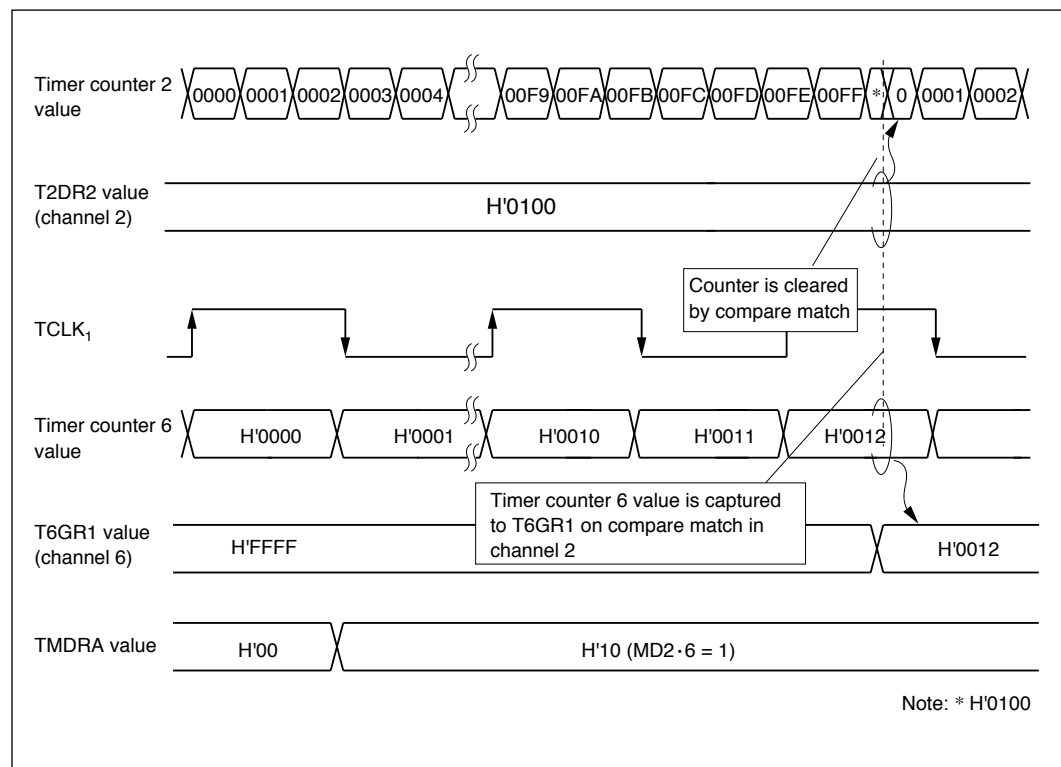 Timer counter 2
value
0000 0001 0002 0003 0004 00F9 00FA 00FB 00FC 00FD 00FE 00FF * 0 0001 0002
T2DR2 value
(channel 2)
H'0100
Counter is cleared
by compare match
TCLK₁
Timer counter 6
value
H'0000 H'0001 H'0010 H'0011 H'0012
Timer counter 6 value is captured
to T6GR1 on compare match in
channel 2
T6GR1 value
(channel 6)
H'FFFF H'0012
TMDRA value
H'00 H'10 (MD2·6 = 1)
Note: * H'0100